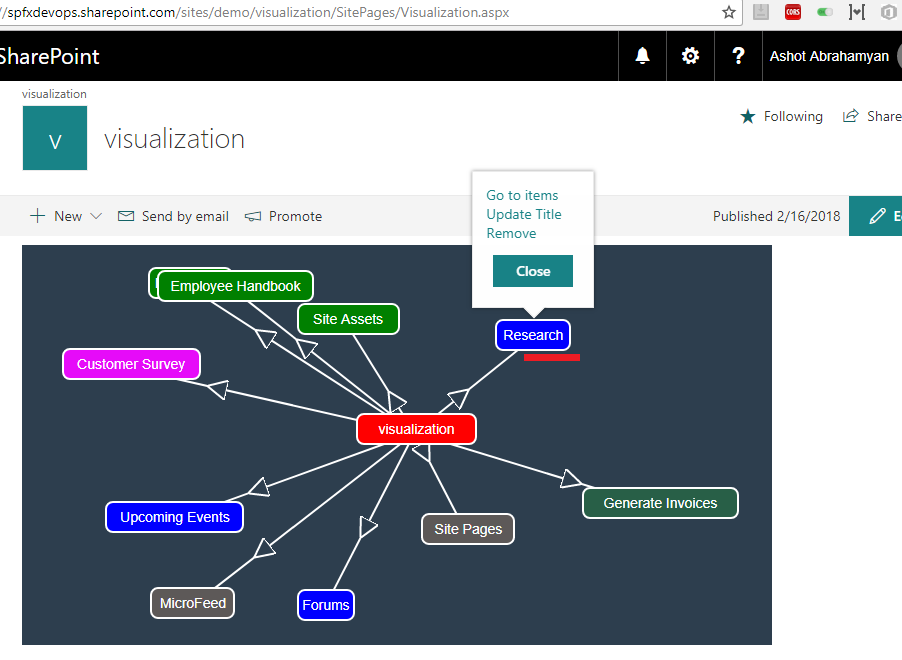 //spfxdevops.sharepoint.com/sites/demo/visualization/SitePages/Visualization.aspx
CORS
SharePoint
? Ashot Abrahamyan
visualization
V visualization
Following Share
New Send by email Promote Published 2/16/2018
Go to items
Update Title
Remove
Close
Employee Handbook
Site Assets
Research
Customer Survey
visualization
Generate Invoices
Upcoming Events
Site Pages
MicroFeed
Forums